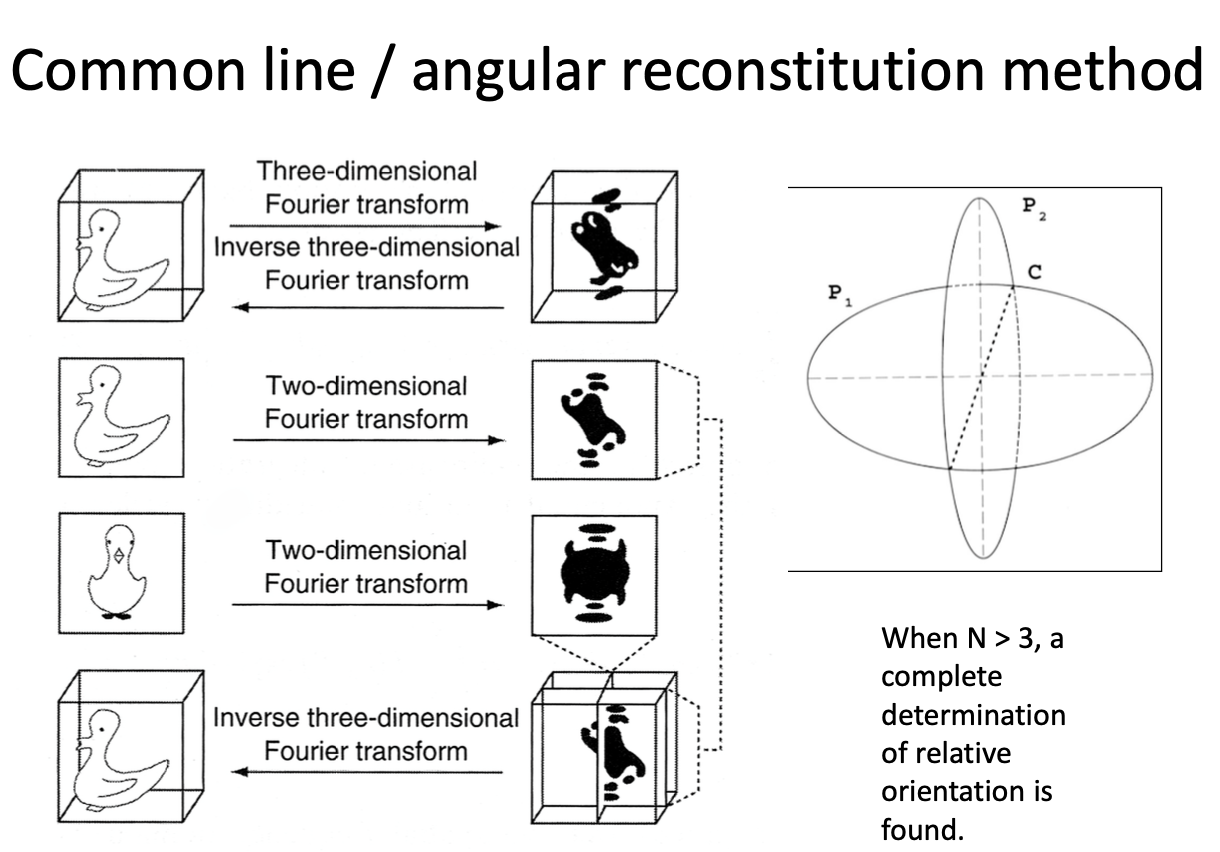 Common line / angular reconstitution method
Three-dimensional
Fourier transform
Inverse three-dimensional
Fourier transform
Two-dimensional
Fourier transform
Two-dimensional
Fourier transform
Inverse three-dimensional
Fourier transform
P₂
C
P₁
When N > 3, a
complete
determination
of relative
orientation is
found.